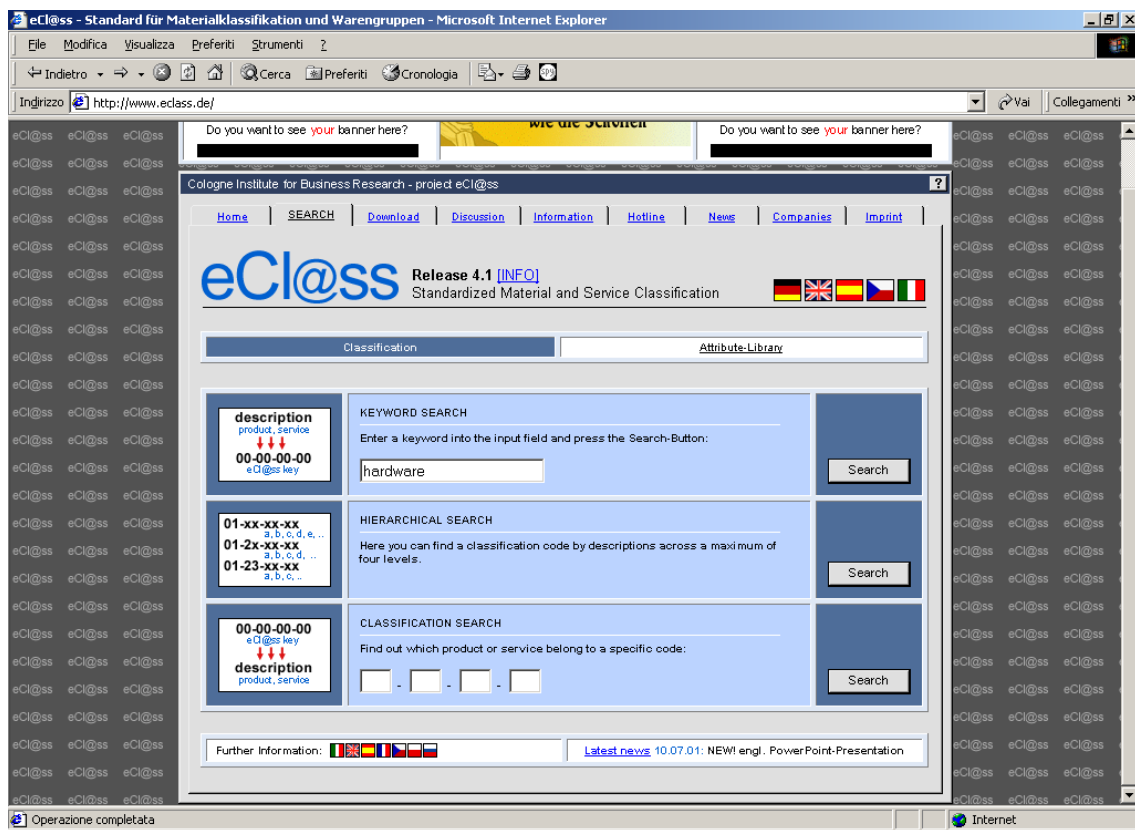 eCl@ss - Standard für Materialklassifikation und Warengruppen - Microsoft Internet Explorer
File Modifica Visualizza Preferiti Strumenti ?
Indietro Cerca Preferiti Cronologia
Indirizzo http://www.eclass.de/ Vai Collegamenti »
Do you want to see your banner here? wie die Schotten Do you want to see your banner here?
Cologne Institute for Business Research - project eCl@ss ?
Home SEARCH Download Discussion Information Hotline News Companies Imprint
eCl@ss
Release 4.1 [INFO]
Standardized Material and Service Classification
Classification Attribute-Library
description
product, service
00-00-00-00
eCl@ss key
KEYWORD SEARCH
Enter a keyword into the input field and press the Search-Button:
hardware
Search
01-xx-xx-xx
a, b, c, d, e, ..
01-2x-xx-xx
a, b, c, d, ..
01-23-xx-xx
a, b, c, ..
HIERARCHICAL SEARCH
Here you can find a classification code by descriptions across a maximum of
four levels.
Search
00-00-00-00
eCl@ss key
description
product, service
CLASSIFICATION SEARCH
Find out which product or service belong to a specific code:
- - -
Search
Further Information: Latest news 10.07.01: NEW! engl. PowerPoint-Presentation
Operazione completata Internet